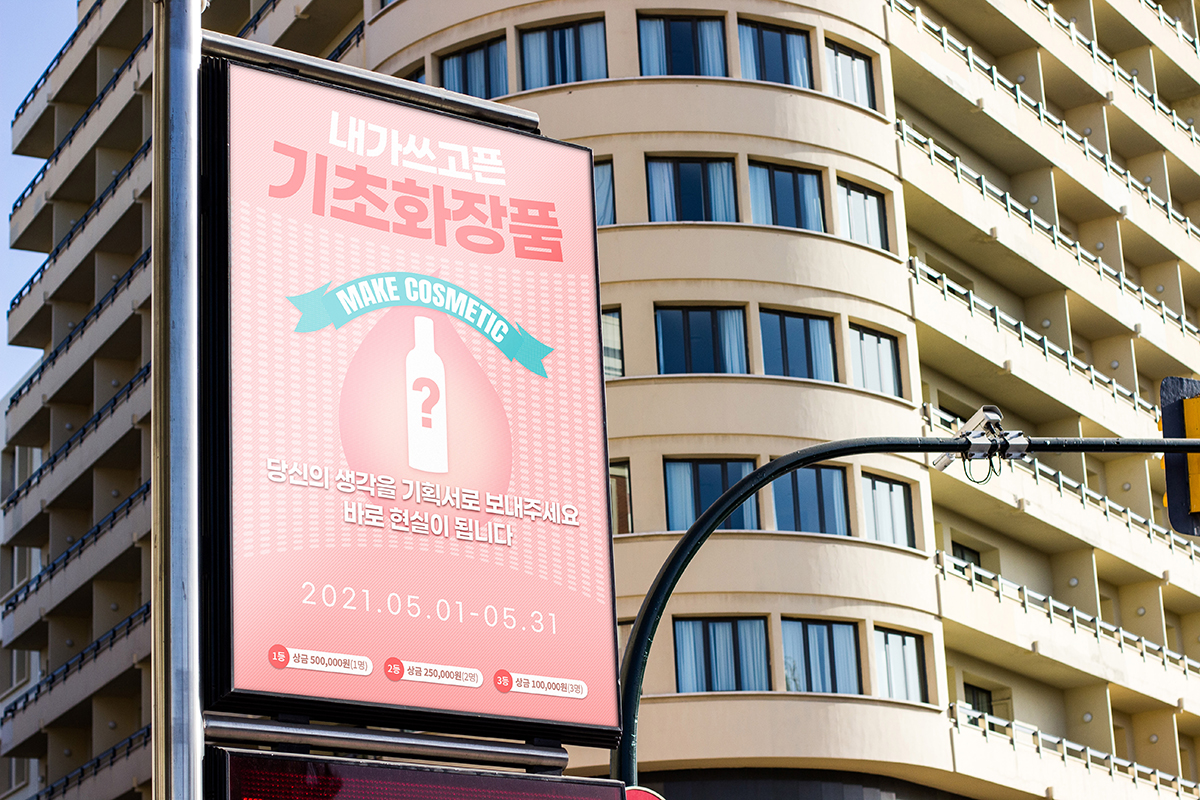 내가쓰고픈
기초화장품
MAKE COSMETIC
?
당신의 생각을 기획서로 보내주세요
바로 현실이 됩니다
2021.05.01-05.31
1등 상금 500,000원(1명)
2등 상금 250,000원(2명)
3등 상금 100,000원(3명)